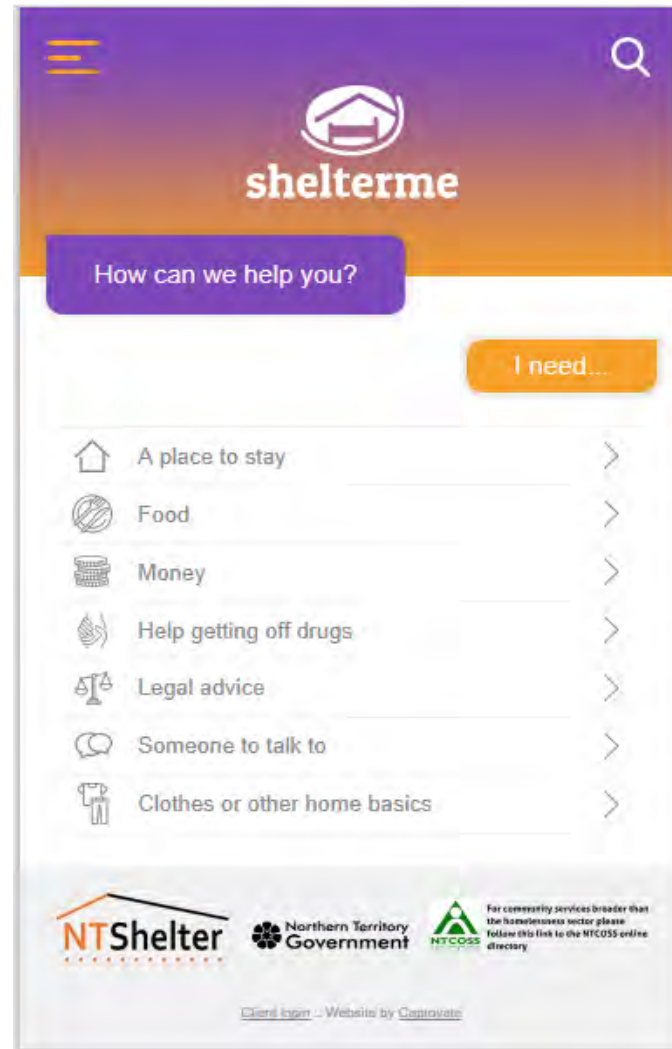 shelterme
How can we help you?
I need...
A place to stay
Food
Money
Help getting off drugs
Legal advice
Someone to talk to
Clothes or other home basics
NTShelter
Northern Territory
Government
NTCOSS
For community services broader than
the homelessness sector please
follow this link to the NTCOSS online
directory
Client login :: Website by Captovate